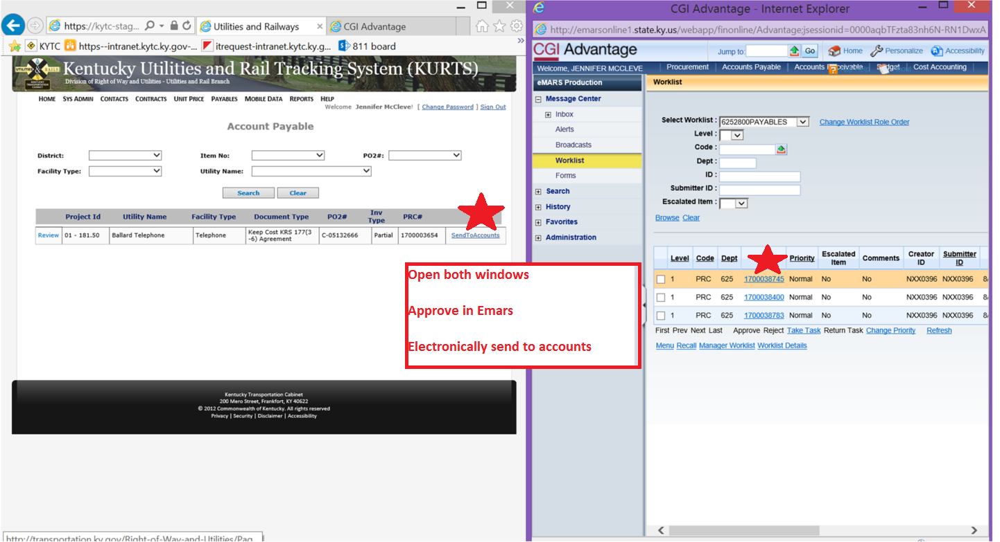 CGI Advantage - Internet Explorer
https://kytc-stag...
Utilities and Railways
CGI Advantage
KYTC
https--intranet.kytc.ky.gov-...
itrequest-intranet.kytc.ky.g...
811 board
UTILITIES & RAILS
KENTUCKY TRANSPORTATION CABINET
Kentucky Utilities and Rail Tracking System (KURTS)
Division of Right of Way and Utilities - Utilities and Rail Branch
HOME SYS ADMIN CONTACTS CONTRACTS UNIT PRICE PAYABLES MOBILE DATA REPORTS HELP
Welcome Jennifer McCleve! [ Change Password ] Sign Out
Account Payable
District: Item No: PO2#:
Facility Type: Utility Name:
Search Clear
Project Id Utility Name Facility Type Document Type PO2# Inv Type PRC#
Review 01 - 181.50 Ballard Telephone Telephone Keep Cost KRS 177(3 -6) Agreement C-05132666 Partial 1700003654 SendToAccounts
Open both windows
Approve in Emars
Electronically send to accounts
Kentucky Transportation Cabinet
200 Mero Street, Frankfort, KY 40622
© 2012 Commonwealth of Kentucky. All rights reserved
Privacy | Security | Disclaimer | Accessibility
http://transportation.ky.gov/Right-of-Way-and-Utilities/Pag
http://emarsonline1.state.ky.us/webapp/finonline/Advantage;jsessionid=0000aqbTFzta83nh6N-RN1DwxA
CGI Advantage
Jump to: Go Home Personalize Accessibility
Welcome, JENNIFER MCCLEVE Procurement Accounts Payable Accounts Receivable Budget Cost Accounting
eMARS Production
Message Center
Inbox
Alerts
Broadcasts
Worklist
Forms
Search
History
Favorites
Administration
Worklist
Select Worklist : 6252800PAYABLES Change Worklist Role Order
Level :
Code :
Dept :
ID :
Submitter ID :
Escalated Item :
Browse Clear
Level Code Dept Priority Escalated Item Comments Creator ID Submitter ID
1 PRC 625 1700038745 Normal No No NXX0396 NXX0396 8/
1 PRC 625 1700038400 Normal No No NXX0396 NXX0396 8/
1 PRC 625 1700038783 Normal No No NXX0396 NXX0396 8/
First Prev Next Last Approve Reject Take Task Return Task Change Priority Refresh
Menu Recall Manager Worklist Worklist Details